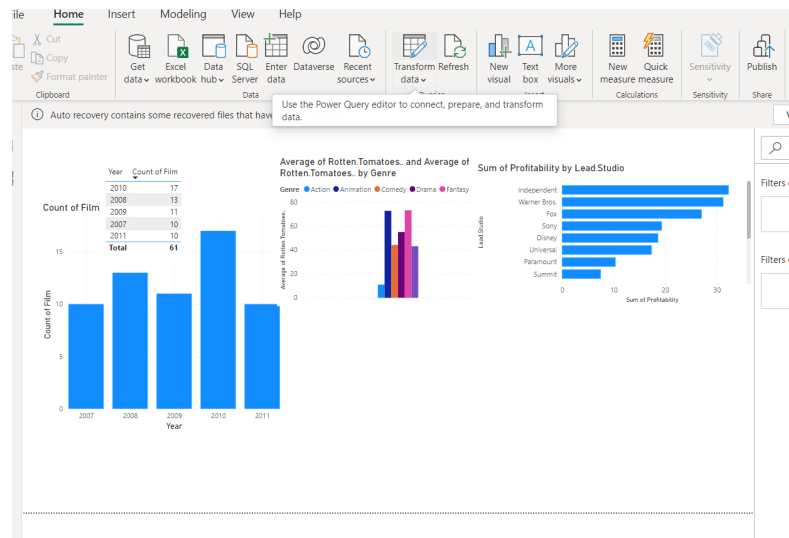 ile Home Insert Modeling View Help
Cut
Copy
Format painter
ste
Get data
Excel workbook
Data hub
SQL Server
Enter data
Dataverse
Recent sources
Transform data
Refresh
New visual
Text box
More visuals
New measure
Quick measure
Sensitivity
Publish
Clipboard
Data
Queries
Insert
Calculations
Sensitivity
Share
Use the Power Query editor to connect, prepare, and transform
data.
Auto recovery contains some recovered files that have
Filters
Filters
Year Count of Film
2010 17
2008 13
2009 11
2007 10
2011 10
Total 61
Count of Film
Count of Film
15
10
5
0
2007 2008 2009 2010 2011
Year
Average of Rotten.Tomatoes.. and Average of
Rotten.Tomatoes.. by Genre
Genre Action Animation Comedy Drama Fantasy
Average of Rotten.Tomatoes.
80
60
40
20
0
Sum of Profitability by Lead.Studio
Lead.Studio
Independent
Warner Bros.
Fox
Sony
Disney
Universal
Paramount
Summit
0 10 20 30
Sum of Profitability